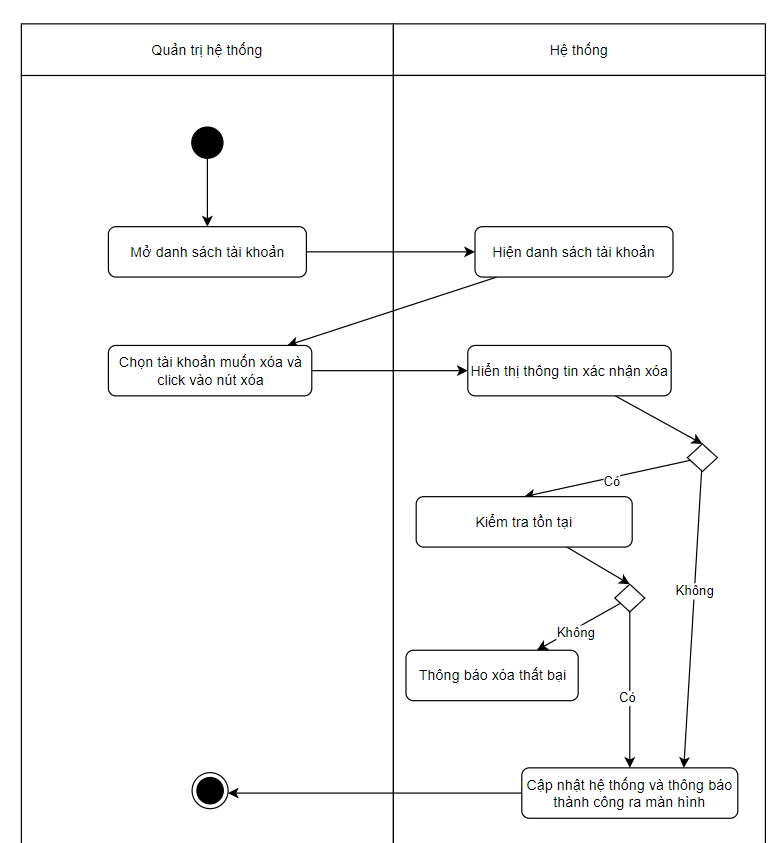 Quản trị hệ thống
Hệ thống
Mở danh sách tài khoản
Hiện danh sách tài khoản
Chọn tài khoản muốn xóa và
click vào nút xóa
Hiển thị thông tin xác nhận xóa
Có
Kiểm tra tồn tại
Không
Không
Thông báo xóa thất bại
Có
Cập nhật hệ thống và thông báo
thành công ra màn hình